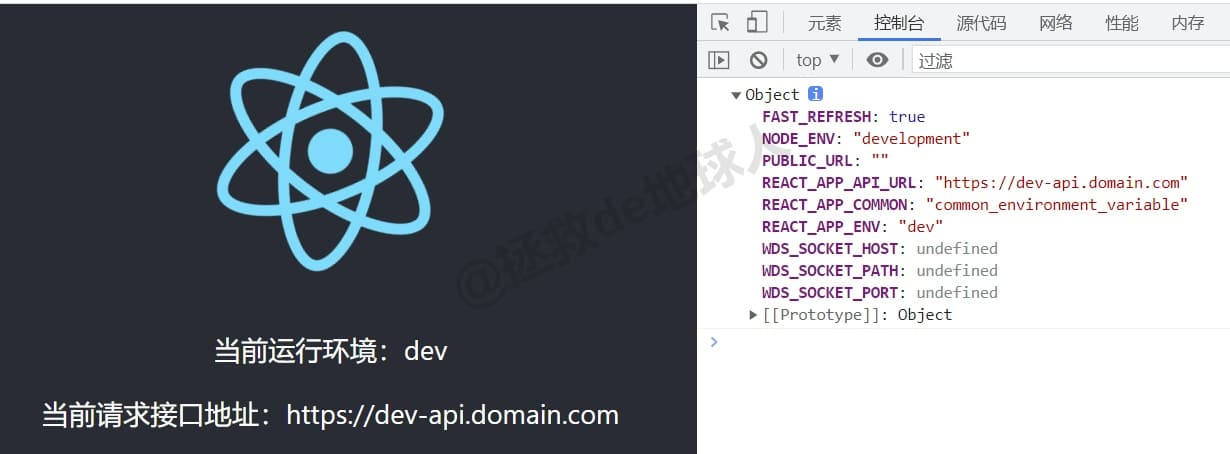 元素 控制台 源代码 网络 性能 内存
top 过滤
Object i
FAST_REFRESH: true
NODE_ENV: "development"
PUBLIC_URL: ""
REACT_APP_API_URL: "https://dev-api.domain.com"
REACT_APP_COMMON: "common_environment_variable"
REACT_APP_ENV: "dev"
WDS_SOCKET_HOST: undefined
WDS_SOCKET_PATH: undefined
WDS_SOCKET_PORT: undefined
[[Prototype]]: Object
当前运行环境：dev
当前请求接口地址：https://dev-api.domain.com
@拯救de地球人